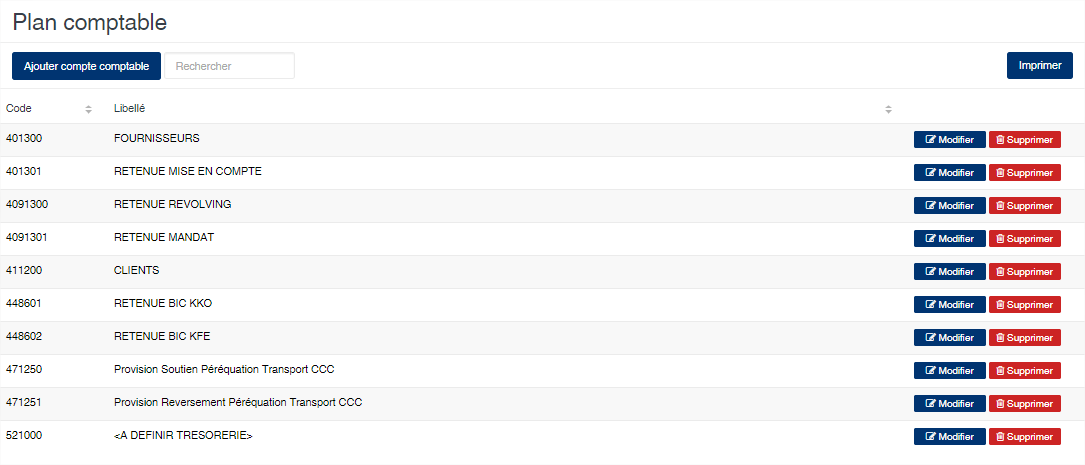 Plan comptable
Ajouter compte comptable Rechercher Imprimer
Code Libellé
401300 FOURNISSEURS Modifier Supprimer
401301 RETENUE MISE EN COMPTE Modifier Supprimer
4091300 RETENUE REVOLVING Modifier Supprimer
4091301 RETENUE MANDAT Modifier Supprimer
411200 CLIENTS Modifier Supprimer
448601 RETENUE BIC KKO Modifier Supprimer
448602 RETENUE BIC KFE Modifier Supprimer
471250 Provision Soutien Péréquation Transport CCC Modifier Supprimer
471251 Provision Reversement Péréquation Transport CCC Modifier Supprimer
521000 <A DEFINIR TRESORERIE> Modifier Supprimer